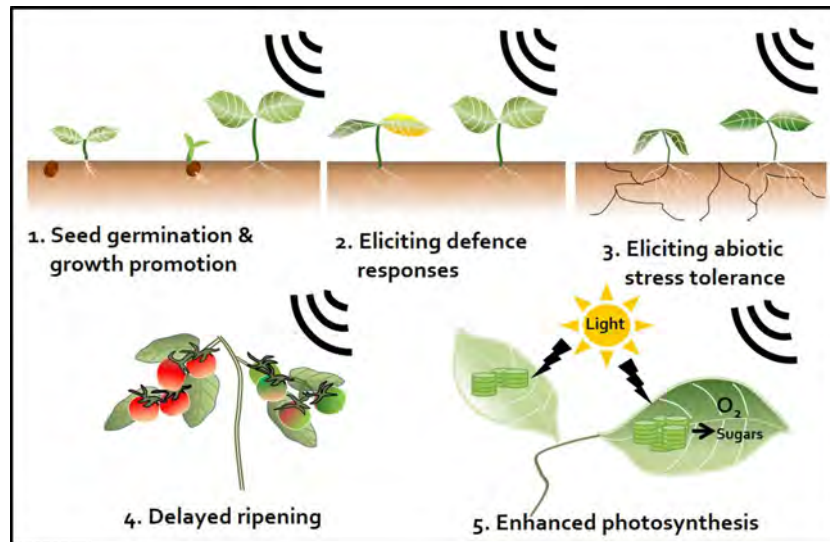 1. Seed germination &
growth promotion
2. Eliciting defence
responses
3. Eliciting abiotic
stress tolerance
Light
O₂
Sugars
4. Delayed ripening
5. Enhanced photosynthesis